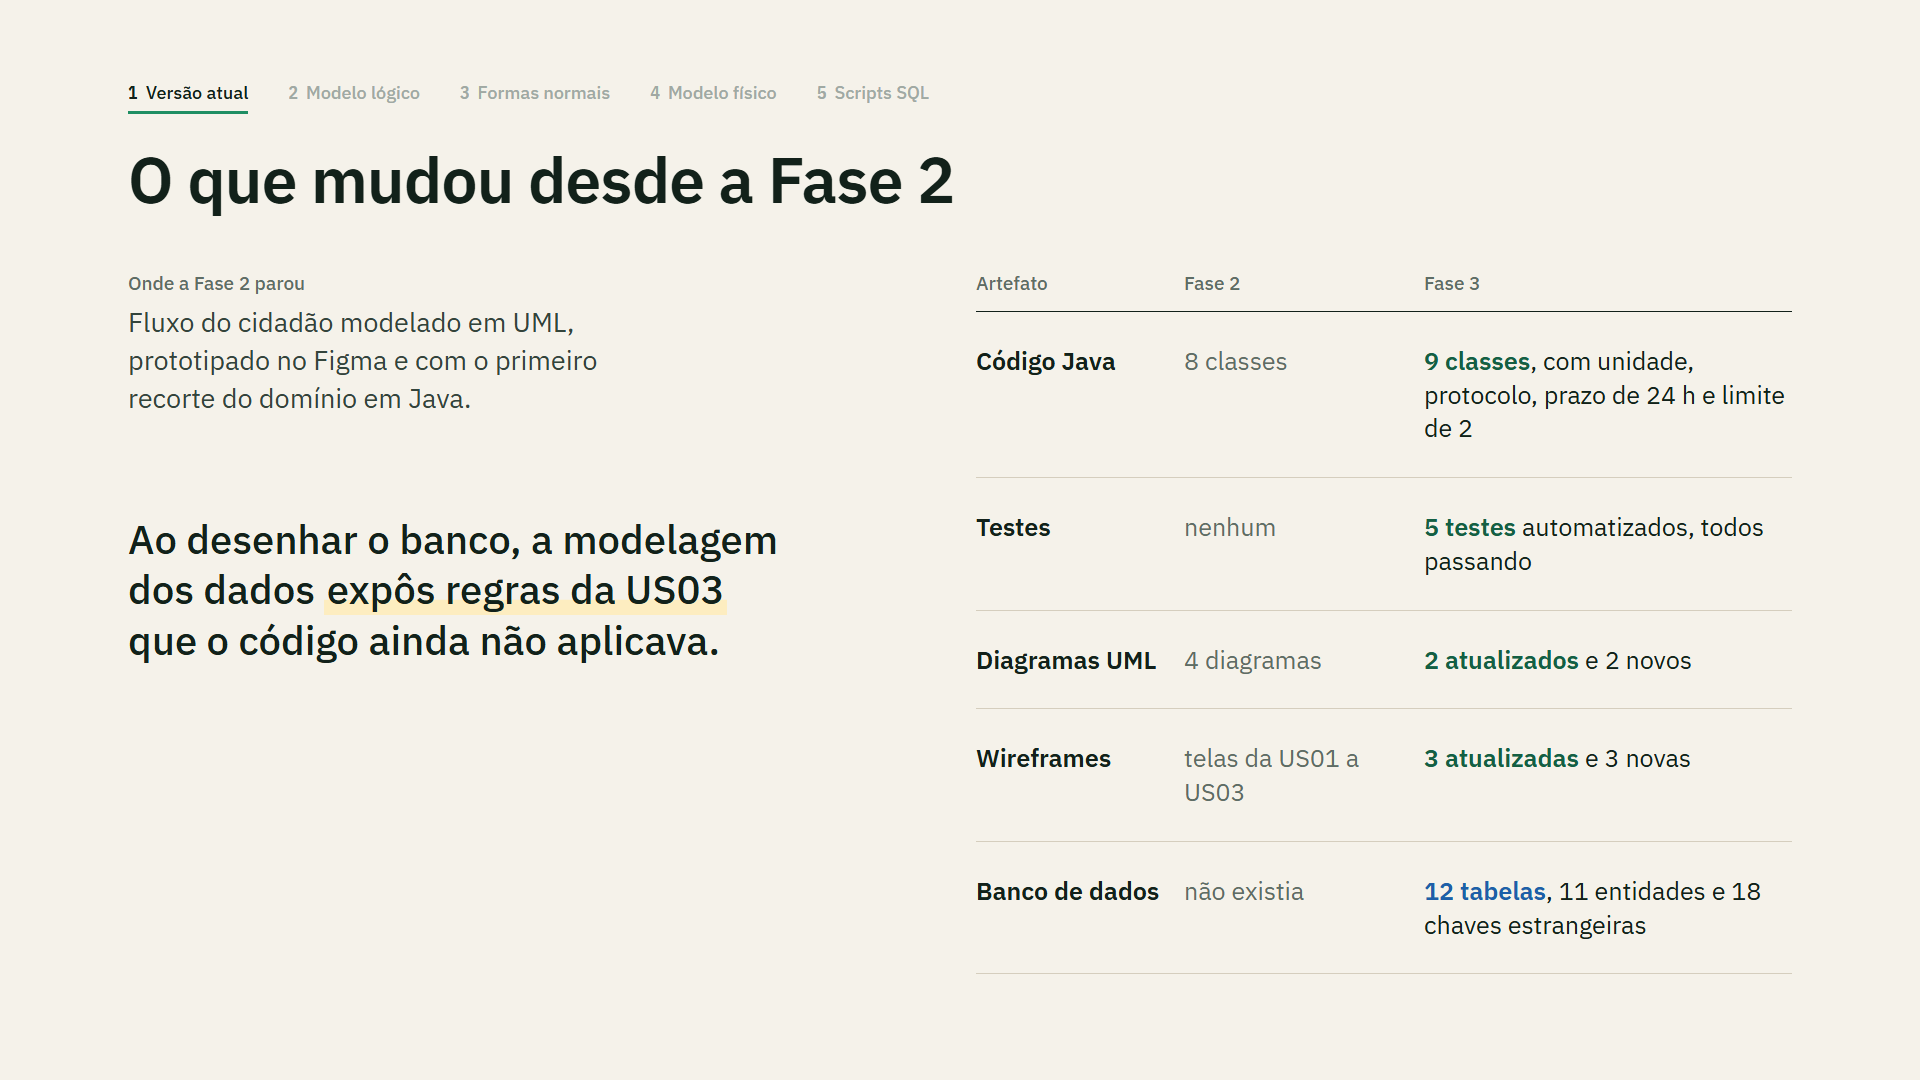 1 Versão atual 2 Modelo lógico 3 Formas normais 4 Modelo físico 5 Scripts SQL
O que mudou desde a Fase 2
Onde a Fase 2 parou
Fluxo do cidadão modelado em UML,
prototipado no Figma e com o primeiro
recorte do domínio em Java.
Ao desenhar o banco, a modelagem
dos dados expôs regras da US03
que o código ainda não aplicava.
Artefato Fase 2 Fase 3
Código Java 8 classes 9 classes, com unidade,
protocolo, prazo de 24 h e limite
de 2
Testes nenhum 5 testes automatizados, todos
passando
Diagramas UML 4 diagramas 2 atualizados e 2 novos
Wireframes telas da US01 a 3 atualizadas e 3 novas
US03
Banco de dados não existia 12 tabelas, 11 entidades e 18
chaves estrangeiras